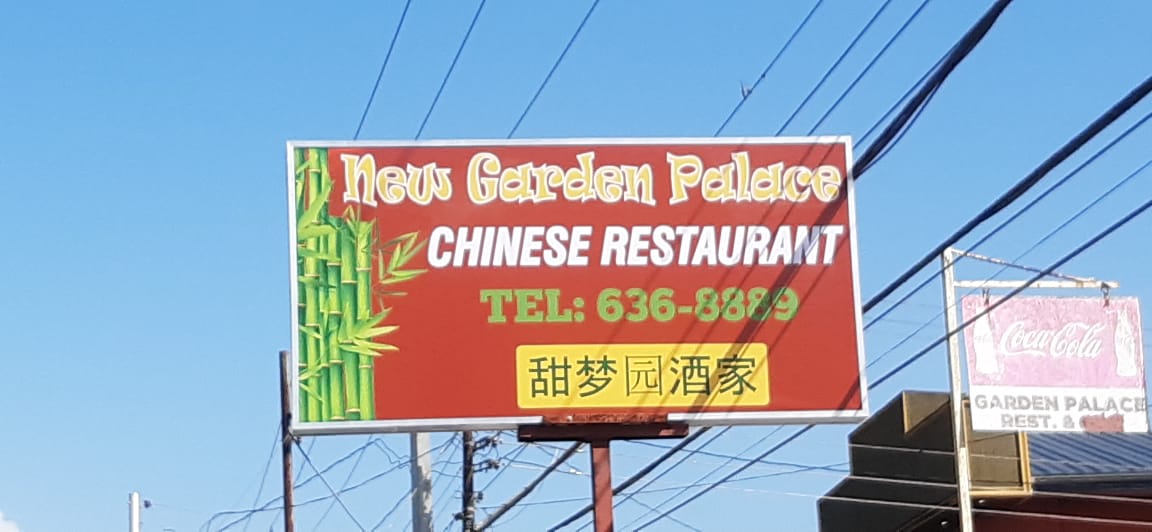 New Garden Palace
CHINESE RESTAURANT
TEL: 636-8889
甜梦园酒家
Coca-Cola
GARDEN PALACE
REST. &